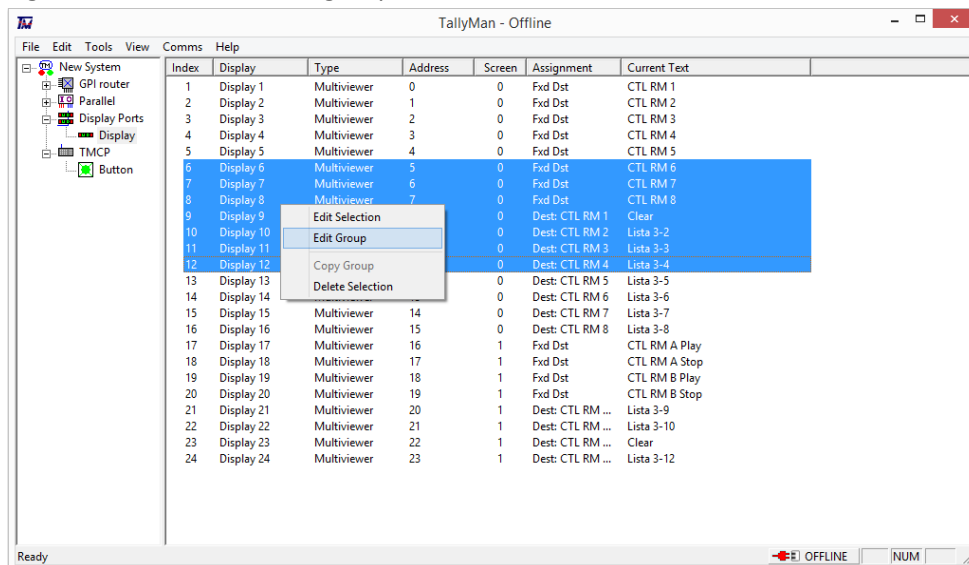 TallyMan - Offline
File Edit Tools View Comms Help
New System
GPI router
Parallel
Display Ports
Display
TMCP
Button
Index Display Type Address Screen Assignment Current Text
1 Display 1 Multiviewer 0 0 Fxd Dst CTL RM 1
2 Display 2 Multiviewer 1 0 Fxd Dst CTL RM 2
3 Display 3 Multiviewer 2 0 Fxd Dst CTL RM 3
4 Display 4 Multiviewer 3 0 Fxd Dst CTL RM 4
5 Display 5 Multiviewer 4 0 Fxd Dst CTL RM 5
6 Display 6 Multiviewer 5 0 Fxd Dst CTL RM 6
7 Display 7 Multiviewer 6 0 Fxd Dst CTL RM 7
8 Display 8 Multiviewer 7 0 Fxd Dst CTL RM 8
9 Display 9 0 Dest: CTL RM 1 Clear
10 Display 10 0 Dest: CTL RM 2 Lista 3-2
11 Display 11 0 Dest: CTL RM 3 Lista 3-3
12 Display 12 0 Dest: CTL RM 4 Lista 3-4
13 Display 13 0 Dest: CTL RM 5 Lista 3-5
14 Display 14 0 Dest: CTL RM 6 Lista 3-6
15 Display 15 Multiviewer 14 0 Dest: CTL RM 7 Lista 3-7
16 Display 16 Multiviewer 15 0 Dest: CTL RM 8 Lista 3-8
17 Display 17 Multiviewer 16 1 Fxd Dst CTL RM A Play
18 Display 18 Multiviewer 17 1 Fxd Dst CTL RM A Stop
19 Display 19 Multiviewer 18 1 Fxd Dst CTL RM B Play
20 Display 20 Multiviewer 19 1 Fxd Dst CTL RM B Stop
21 Display 21 Multiviewer 20 1 Dest: CTL RM ... Lista 3-9
22 Display 22 Multiviewer 21 1 Dest: CTL RM ... Lista 3-10
23 Display 23 Multiviewer 22 1 Dest: CTL RM ... Clear
24 Display 24 Multiviewer 23 1 Dest: CTL RM ... Lista 3-12
Edit Selection
Edit Group
Copy Group
Delete Selection
Ready OFFLINE NUM